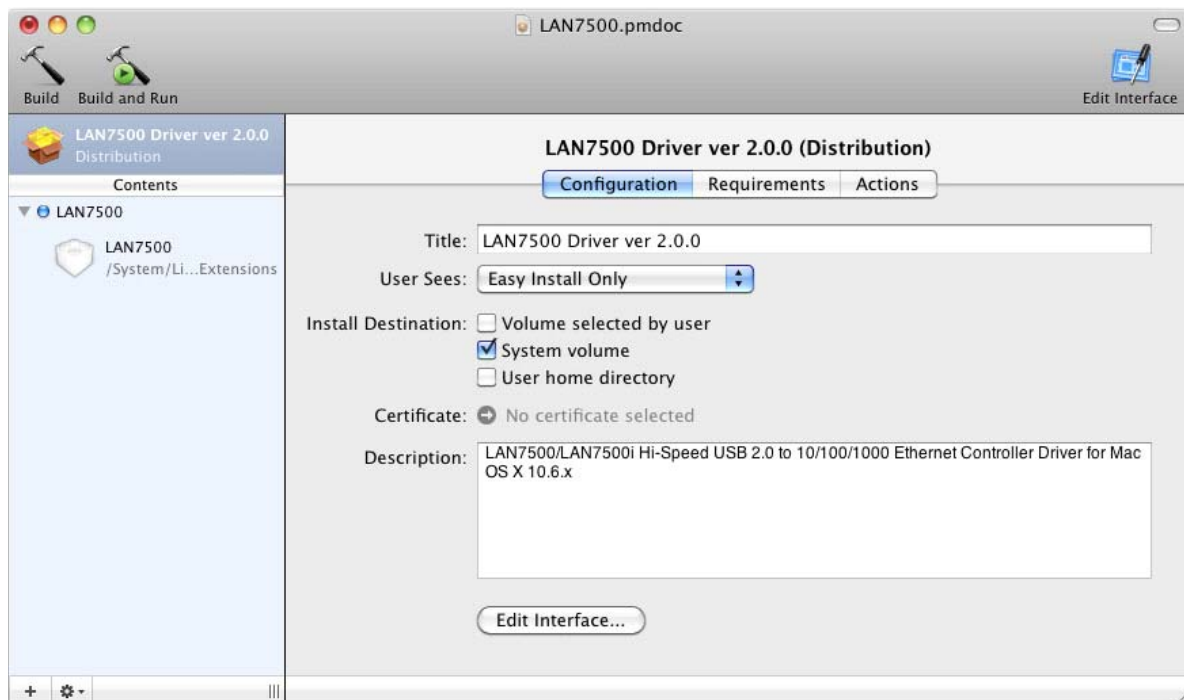 LAN7500.pmdoc
Build
Build and Run
Edit Interface
LAN7500 Driver ver 2.0.0
Distribution
Contents
LAN7500
LAN7500
/System/Li...Extensions
LAN7500 Driver ver 2.0.0 (Distribution)
Configuration
Requirements
Actions
Title: LAN7500 Driver ver 2.0.0
User Sees: Easy Install Only
Install Destination: Volume selected by user
System volume
User home directory
Certificate: No certificate selected
Description: LAN7500/LAN7500i Hi-Speed USB 2.0 to 10/100/1000 Ethernet Controller Driver for Mac
OS X 10.6.x
Edit Interface...